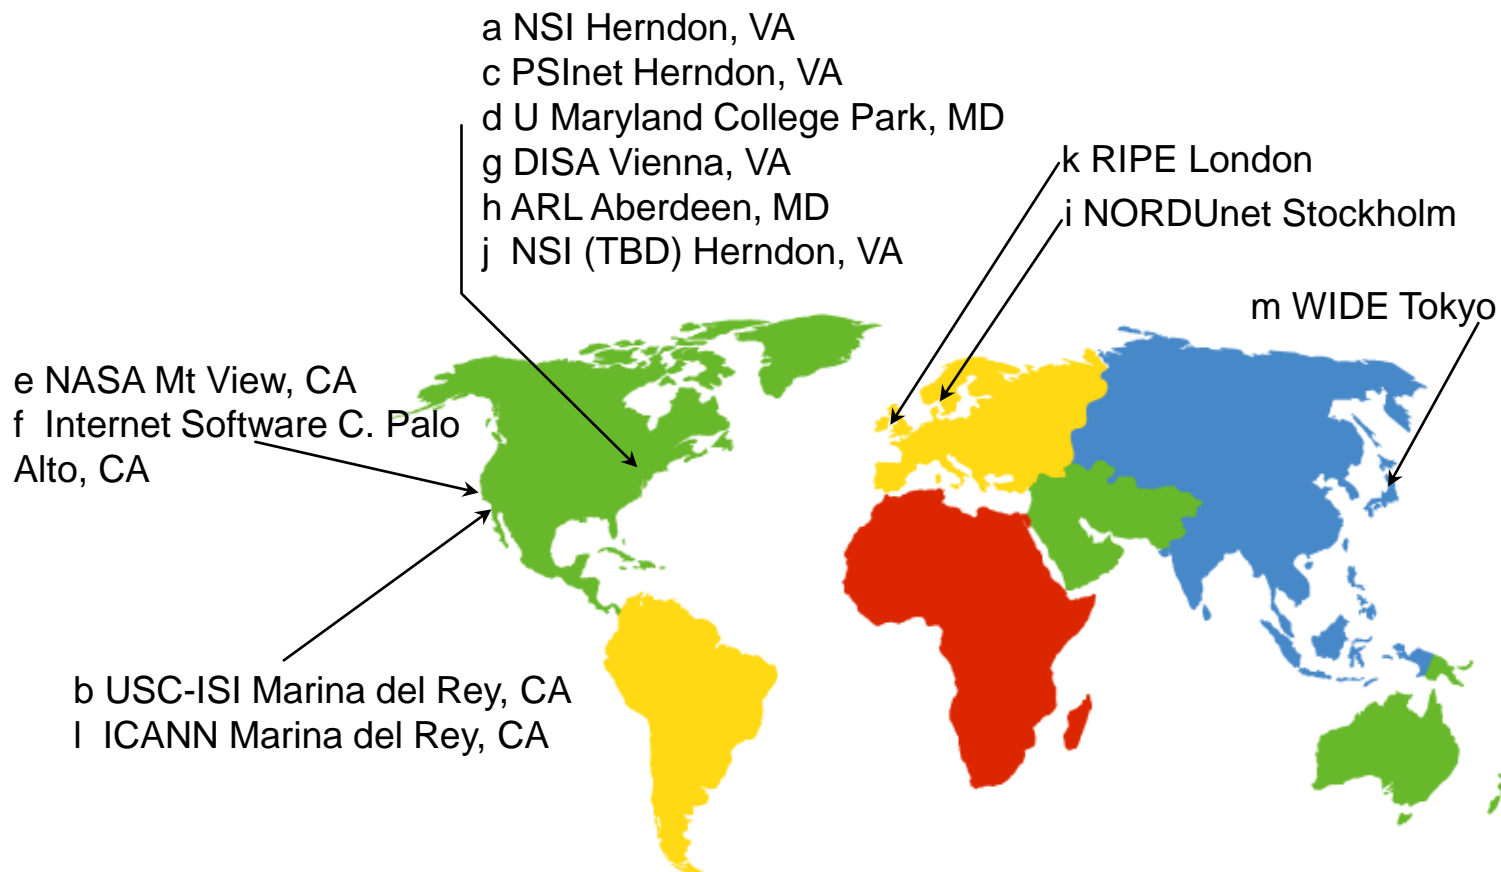 a NSI Herndon, VA
c PSInet Herndon, VA
d U Maryland College Park, MD
g DISA Vienna, VA
h ARL Aberdeen, MD
j NSI (TBD) Herndon, VA
k RIPE London
i NORDUnet Stockholm
m WIDE Tokyo
e NASA Mt View, CA
f Internet Software C. Palo
Alto, CA
b USC-ISI Marina del Rey, CA
l ICANN Marina del Rey, CA